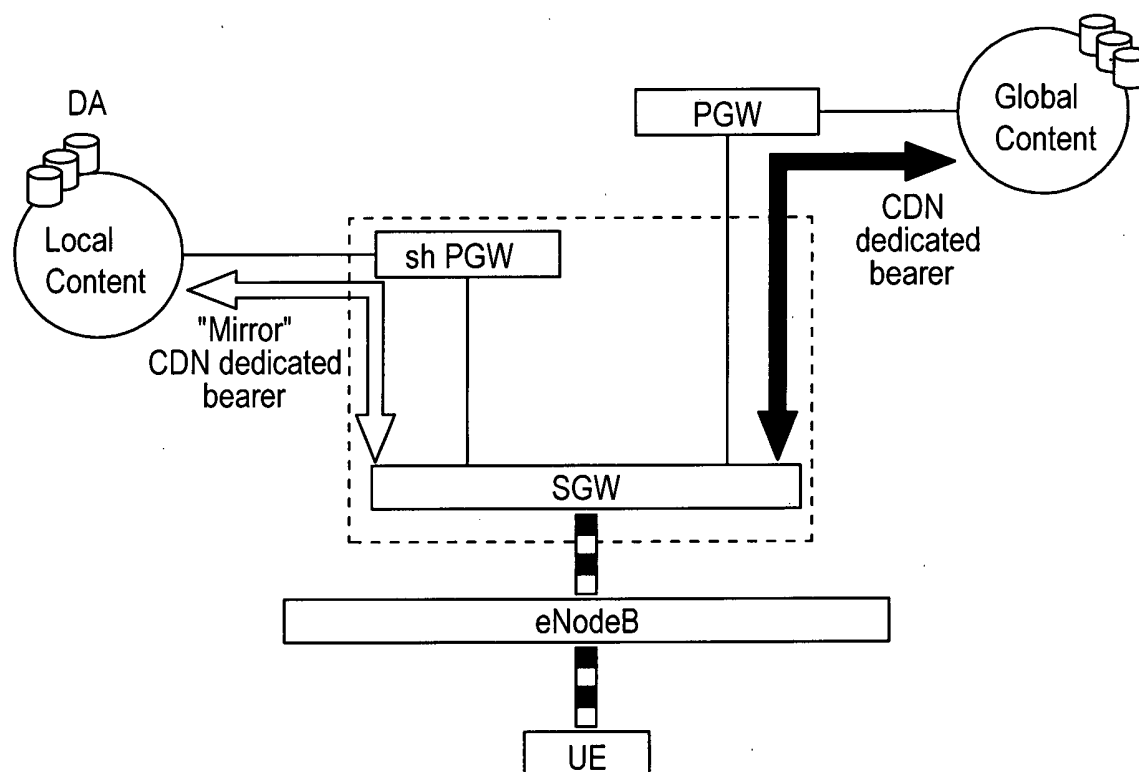 DA
Local
Content
"Mirror"
CDN dedicated
bearer
sh PGW
PGW
Global
Content
CDN
dedicated
bearer
SGW
eNodeB
UE